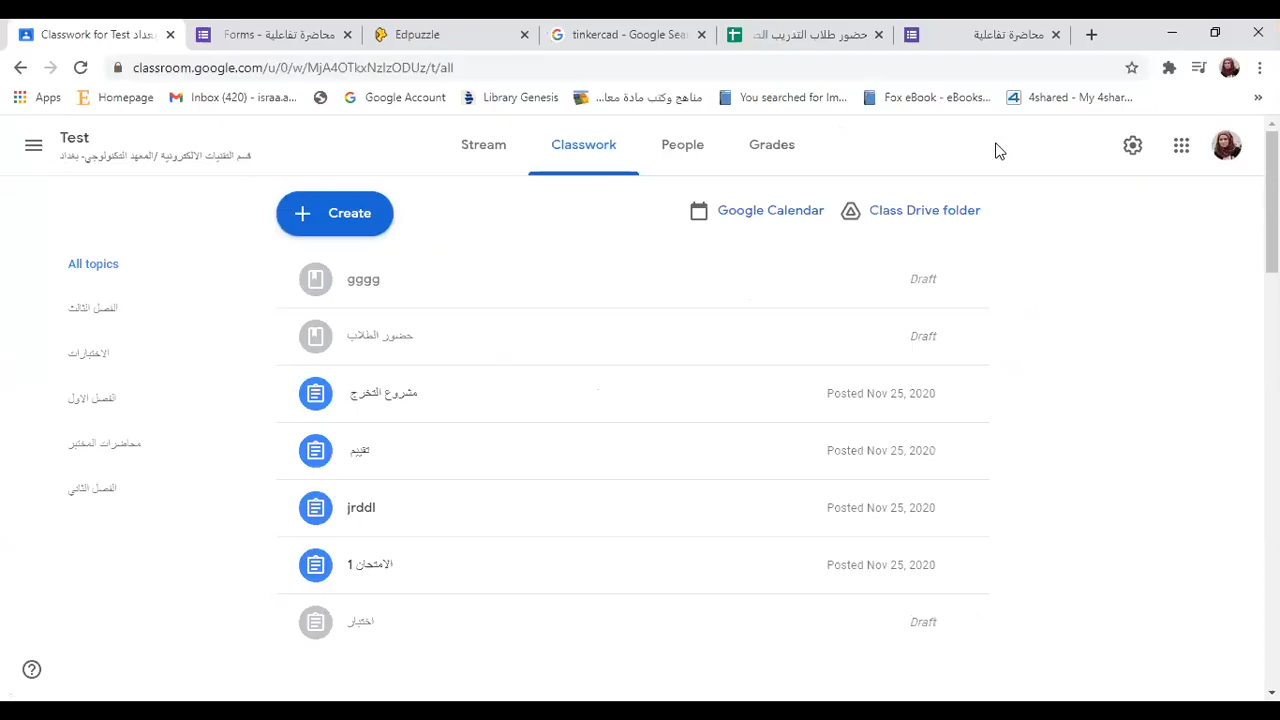 Classwork for Test بغداد
محاضرة تفاعلية - Forms
Edpuzzle
tinkercad - Google Sea
حضور طلاب التدريب الص
محاضرة تفاعلية
classroom.google.com/u/0/w/MjA4OTkxNzIzODUz/t/all
Apps
Homepage
Inbox (420) - israa.a...
Google Account
Library Genesis
مناهج وكتب مادة معا...
You searched for Im...
Fox eBook - eBooks...
4shared - My 4shar...
Test
قسم التقنيات الالكترونية /المعهد التكنولوجي- بغداد
Stream
Classwork
People
Grades
Create
Google Calendar
Class Drive folder
All topics
الفصل الثالث
الاختبارات
الفصل الاول
محاضرات المختبر
الفصل الثاني
gggg Draft
حضور الطلاب Draft
مشروع التخرج Posted Nov 25, 2020
تقييم Posted Nov 25, 2020
jrddl Posted Nov 25, 2020
الامتحان 1 Posted Nov 25, 2020
اختبار Draft